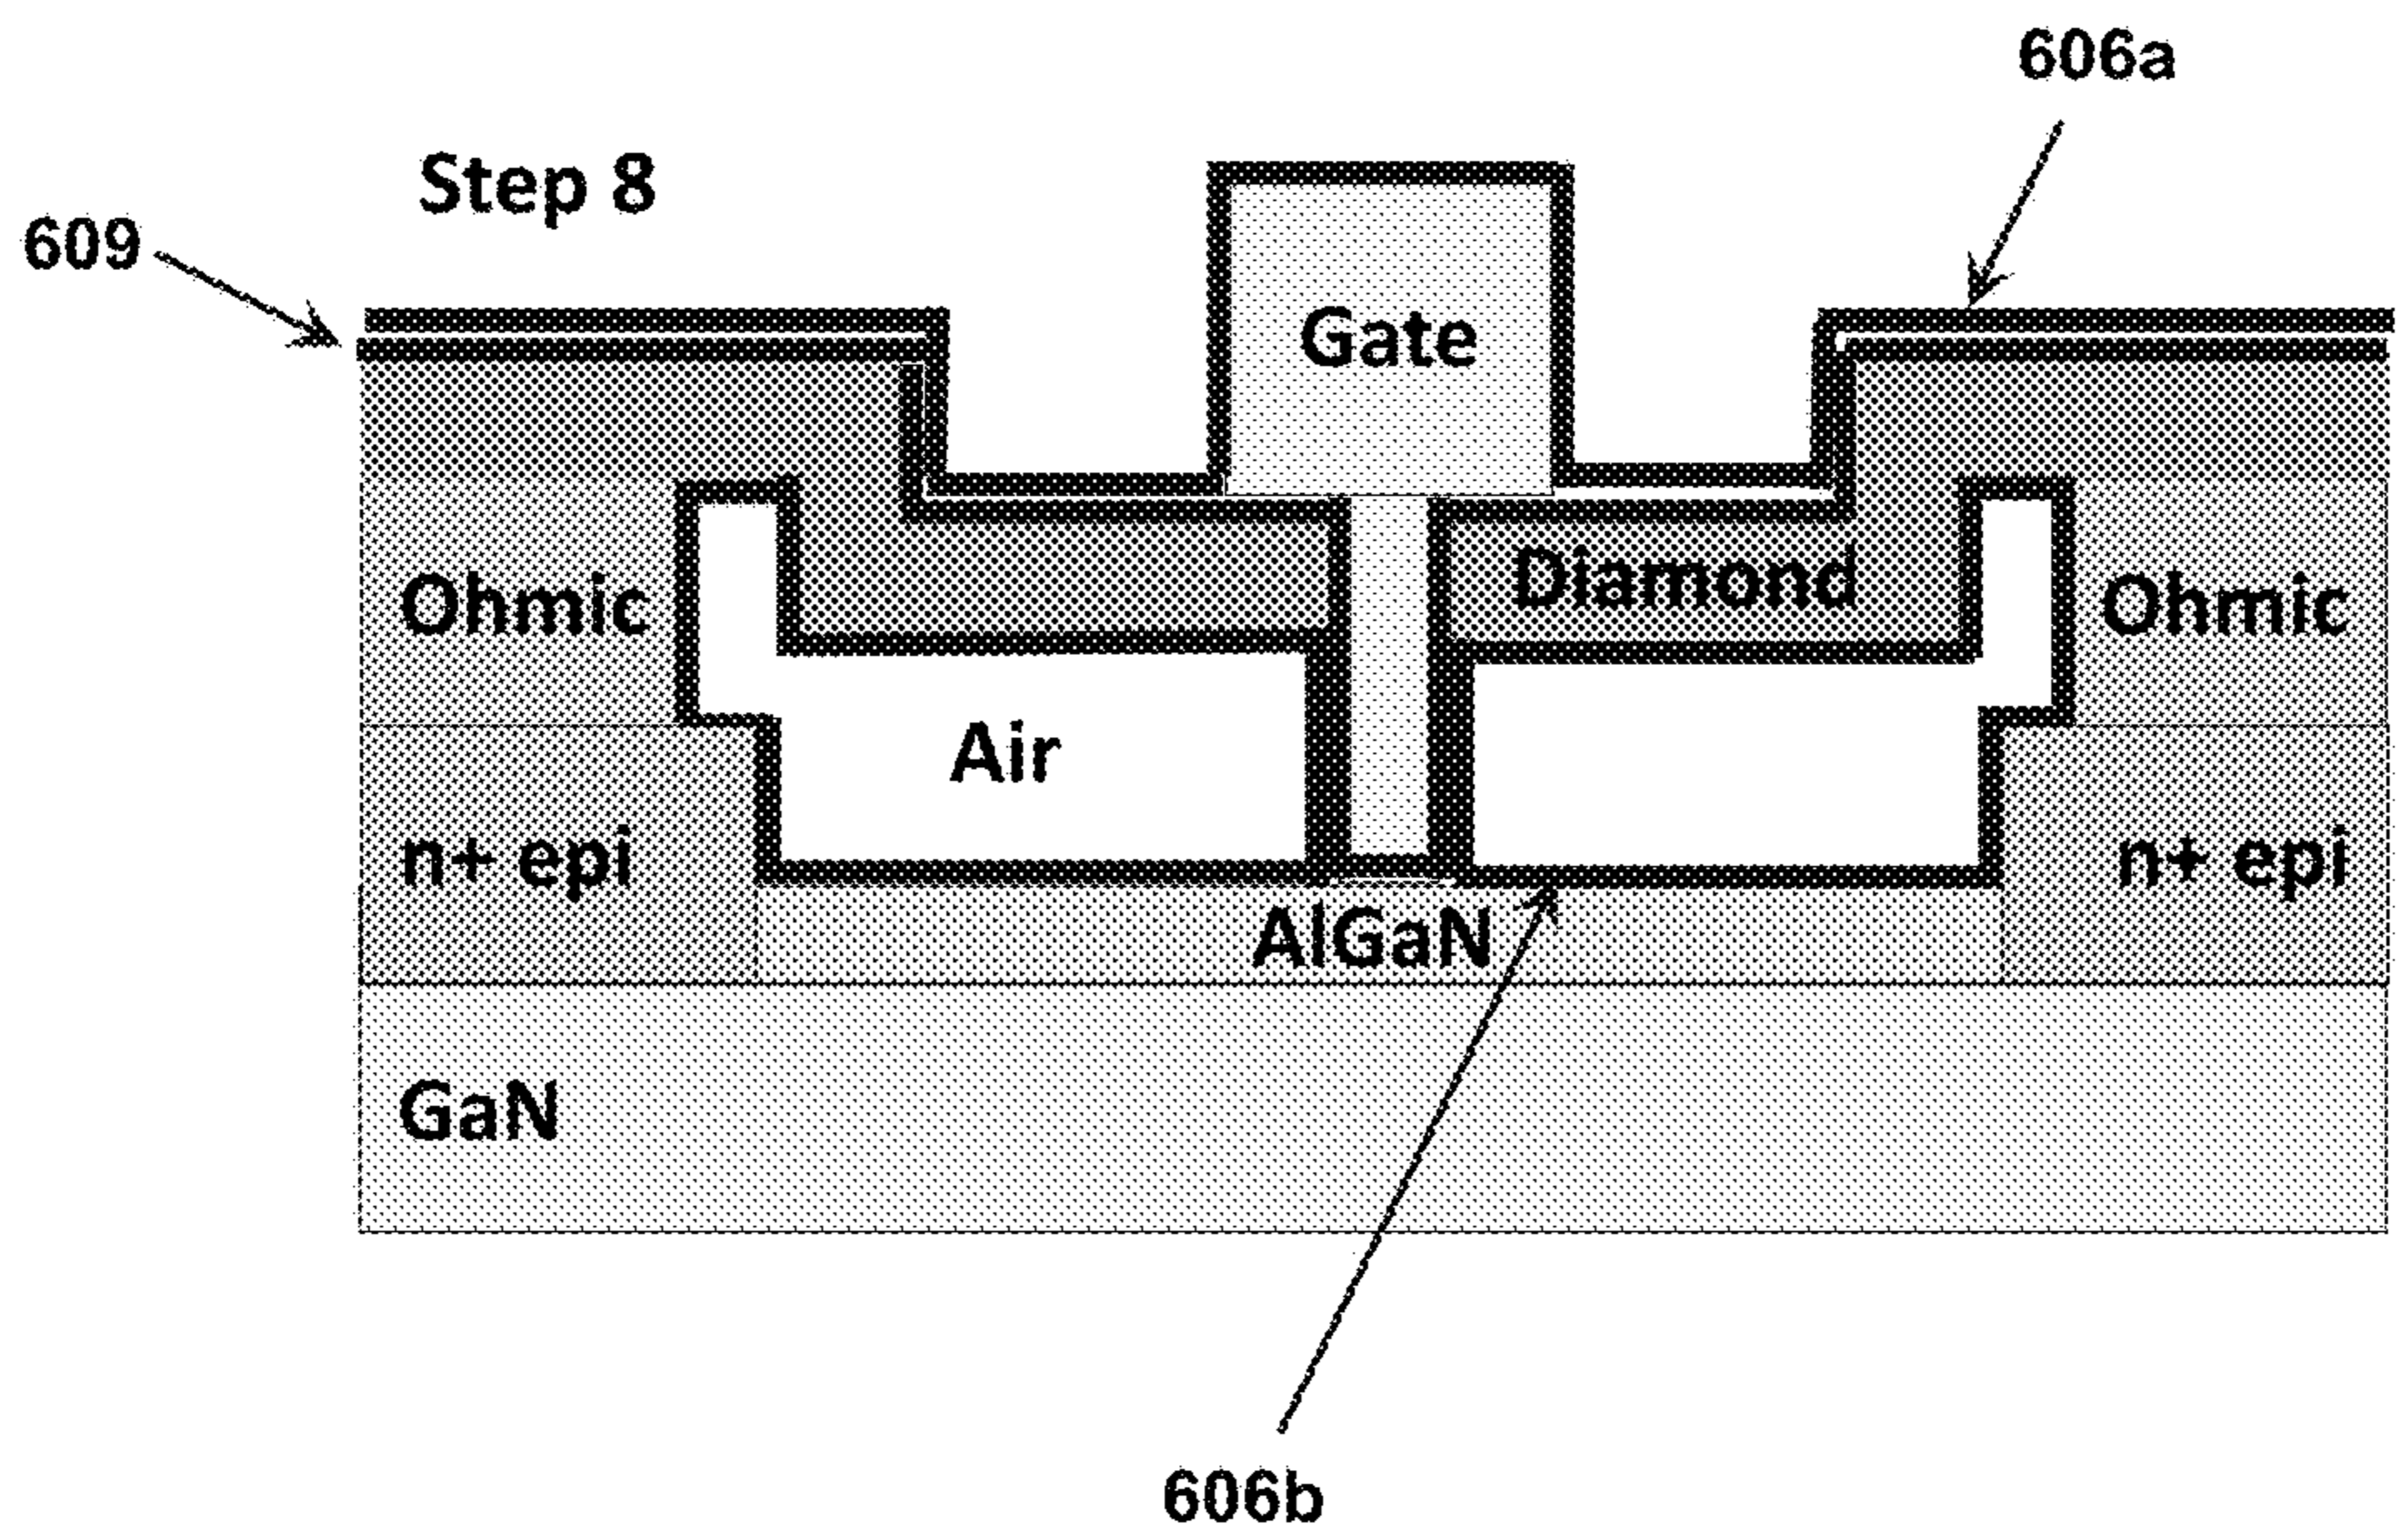 606a
Step 8
609
Gate
Diamond
Ohmic
Ohmic
Air
n+ epi
n+ epi
AlGaN
GaN
606b